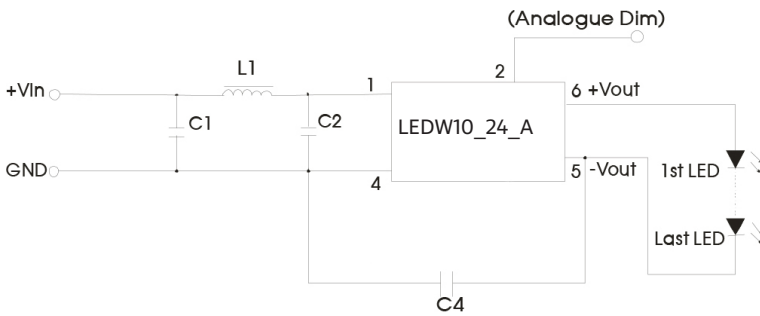 (Analogue Dim)
L1
2
+VIn
1
6 +Vout
C1
C2
LEDW10_24_A
GND
4
5 -Vout
1st LED
Last LED
C4